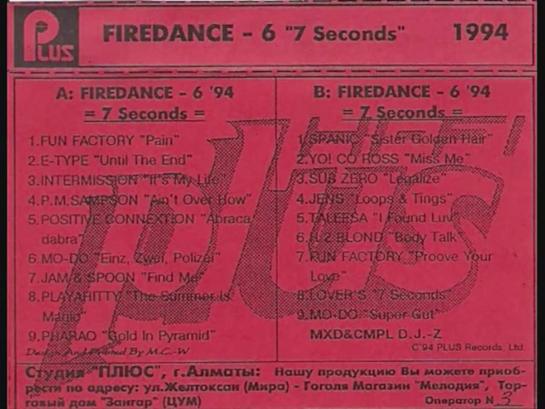 PLUS
FIREDANCE - 6 "7 Seconds" 1994
A: FIREDANCE - 6 '94
= 7 Seconds =
1.FUN FACTORY "Pain"
2.E-TYPE "Until The End"
3.INTERMISSION "It's My Life"
4.P.M.SAMPSON "Ain't Over Now"
5.POSITIVE CONNEXTION "Abraca
dabra"
6.MO-DO "Einz, Zwei, Polizei"
7.JAM & SPOON "Find Me"
8.PLAYAHITTY "The Summer Is
Magic"
9.PHARAO "Gold In Pyramid"
Design And Printed By M.C.-W
B: FIREDANCE - 6 '94
= 7 Seconds =
1.SPANIC "Sister Golden Hair"
2.YO! CO ROSS "Miss Me"
3.SUB ZERO "Legalize"
4.JENS "Loops & Tings"
5.TALEESA "I Found Luv"
BLOND "Body Talk"
7.FUN FACTORY "Proove Your
Love"
8.LOVER'S "7 Seconds"
9.MO-DO "Super Gut"
MXD&CMPL D.J.-Z
C'94 PLUS Records, Ltd.
plus
Студия "ПЛЮС", г.Алматы: Нашу продукцию Вы можете приоб-
рести по адресу: ул.Желтоксан (Мира) - Гоголя Магазин "Мелодия", Тор-
говый дом "Зангар" (ЦУМ) Оператор N 3